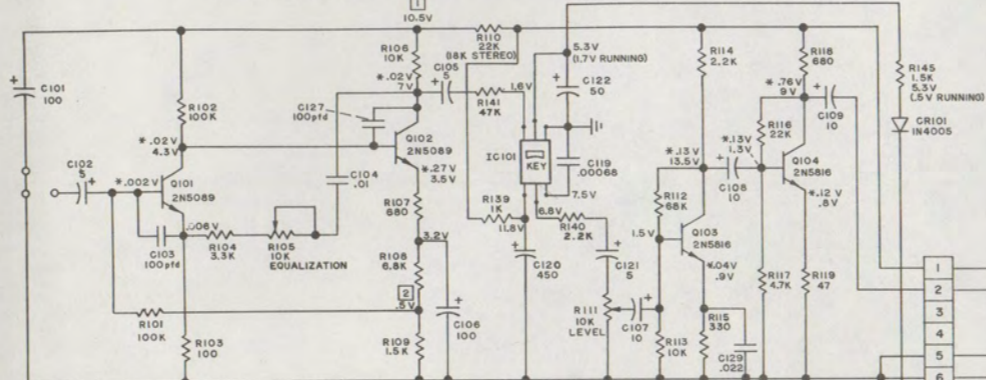 1
10.5V
C101
100
R102
100K
*.02V
4.3V
C102
5
*.002V
Q101
2N5089
C103
100pfd
.006V
R104
3.3K
R105
10K
EQUALIZATION
R101
100K
R103
100
C127
100pfd
C104
.01
R106
10K
*.02V
7V
Q102
2N5089
*.27V
3.5V
R107
680
3.2V
R108
6.8K
2
.5V
R109
1.5K
C106
100
C105
5
R110
22K
(18K STEREO)
R141
47K
1.6V
IC101
KEY
R139
1K
11.8V
6.8V
R140
2.2K
C120
450
5.3V
(1.7V RUNNING)
C122
50
C119
.00068
7.5V
C121
5
R111
10K
LEVEL
C107
10
R112
68K
1.5V
R113
10K
R114
2.2K
*.13
13.5V
Q103
2N5816
*.04V
.9V
R115
330
C129
.022
C108
10
*.13V
1.3V
R116
22K
R117
4.7K
R118
680
*.76V
9V
C109
10
Q104
2N5816
*.12V
.8V
R119
47
R145
1.5K
5.3V
(.5V RUNNING)
CR101
1N4005
1
2
3
4
5
6